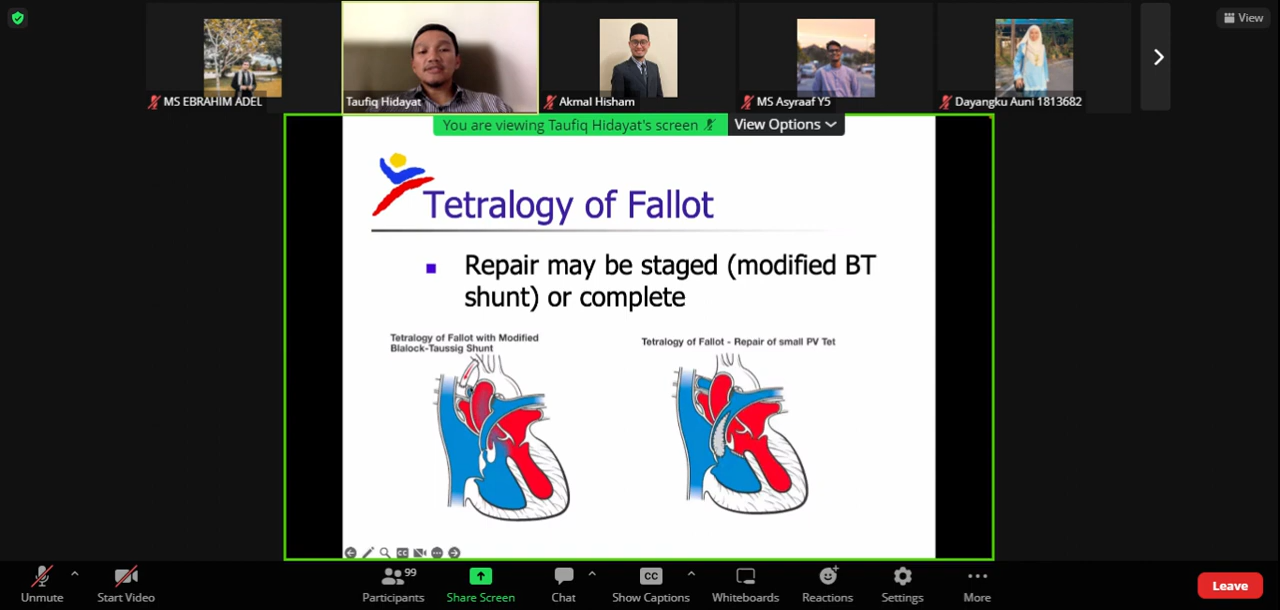 View
MS EBRAHIM ADEL
Taufiq Hidayat
Akmal Hisham
MS Asyraaf Y5
Dayangku Auni 1813682
You are viewing Taufiq Hidayat's screen
View Options
Tetralogy of Fallot
Repair may be staged (modified BT
shunt) or complete
Tetralogy of Fallot with Modified
Blalock-Taussig Shunt
Tetralogy of Fallot - Repair of small PV Tet
CC
99
CC
Unmute
Start Video
Participants
Share Screen
Chat
Show Captions
Whiteboards
Reactions
Settings
More
Leave